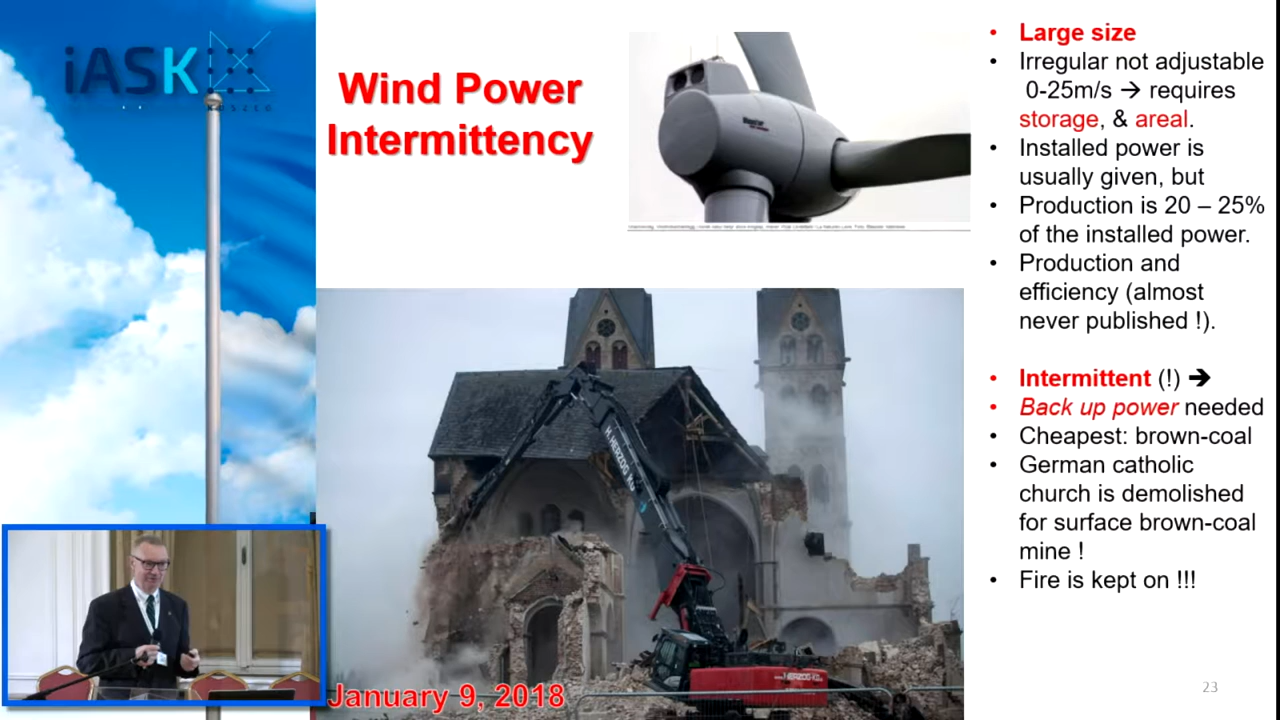 iASK
KŐSZEG
Wind Power
Intermittency
• Large size
• Irregular not adjustable
0-25m/s → requires
storage, & areal.
• Installed power is
usually given, but
• Production is 20 – 25%
of the installed power.
• Production and
efficiency (almost
never published !).
• Intermittent (!) →
• Back up power needed
• Cheapest: brown-coal
• German catholic
church is demolished
for surface brown-coal
mine !
• Fire is kept on !!!
H.HERZOG KG
January 9, 2018
23